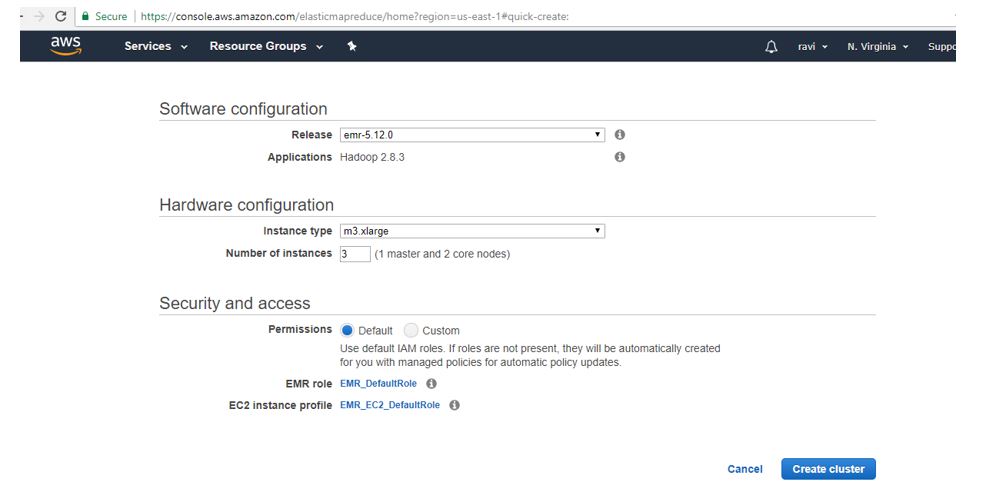 Secure https://console.aws.amazon.com/elasticmapreduce/home?region=us-east-1#quick-create:
aws Services Resource Groups ravi N. Virginia Suppo
Software configuration
Release emr-5.12.0
Applications Hadoop 2.8.3
Hardware configuration
Instance type m3.xlarge
Number of instances 3 (1 master and 2 core nodes)
Security and access
Permissions Default Custom
Use default IAM roles. If roles are not present, they will be automatically created
for you with managed policies for automatic policy updates.
EMR role EMR_DefaultRole
EC2 instance profile EMR_EC2_DefaultRole
Cancel Create cluster